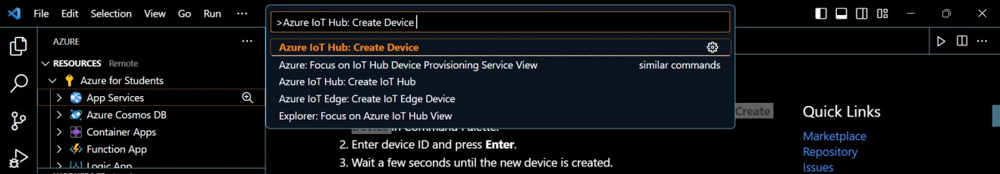 File Edit Selection View Go Run ···
>Azure IoT Hub: Create Device
AZURE ···
RESOURCES Remote
Azure for Students
App Services
Azure Cosmos DB
Container Apps
Function App
Logic App
Azure IoT Hub: Create Device
Azure: Focus on IoT Hub Device Provisioning Service View similar commands
Azure IoT Hub: Create IoT Hub
Azure IoT Edge: Create IoT Edge Device
Explorer: Focus on Azure IoT Hub View
Create
Device in Command Palette.
2. Enter device ID and press Enter.
3. Wait a few seconds until the new device is created.
Quick Links
Marketplace
Repository
Issues